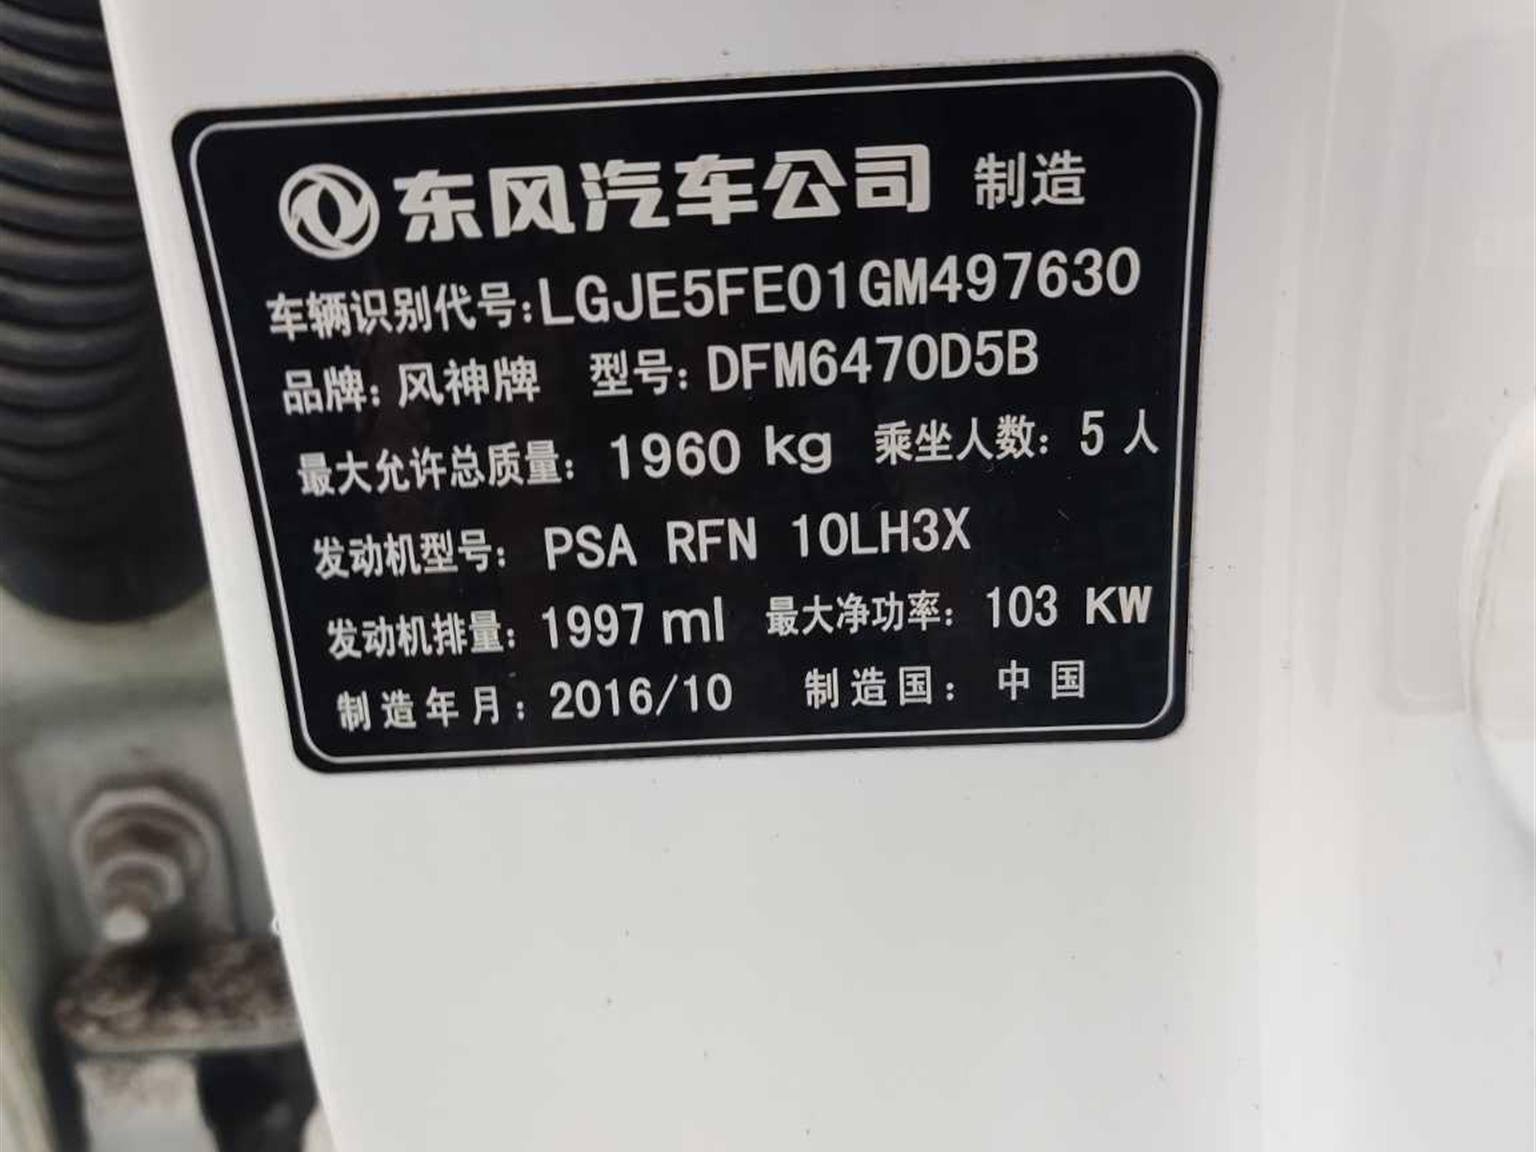 东风汽车公司 制造
车辆识别代号:LGJE5FE01GM497630
品牌:风神牌 型号:DFM6470D5B
最大允许总质量:1960 kg 乘坐人数:5人
发动机型号:PSA RFN 10LH3X
发动机排量:1997 ml 最大净功率:103 KW
制造年月:2016/10 制造国:中国